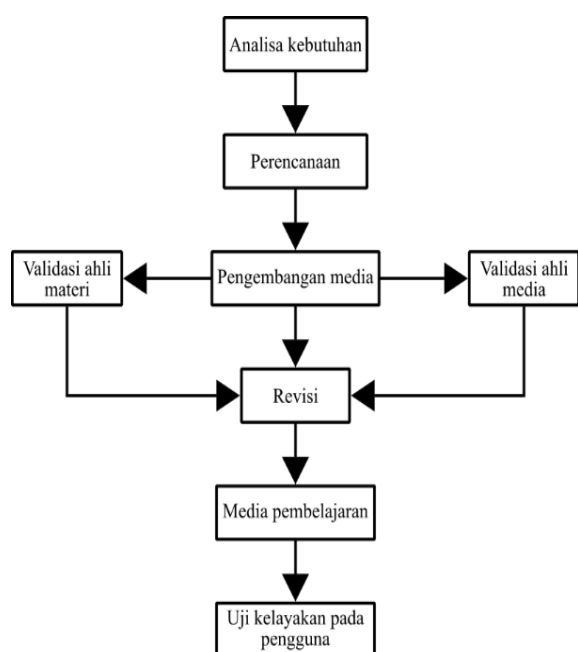 Analisa kebutuhan
Perencanaan
Validasi ahli
materi
Pengembangan media
Validasi ahli
media
Revisi
Media pembelajaran
Uji kelayakan pada
pengguna